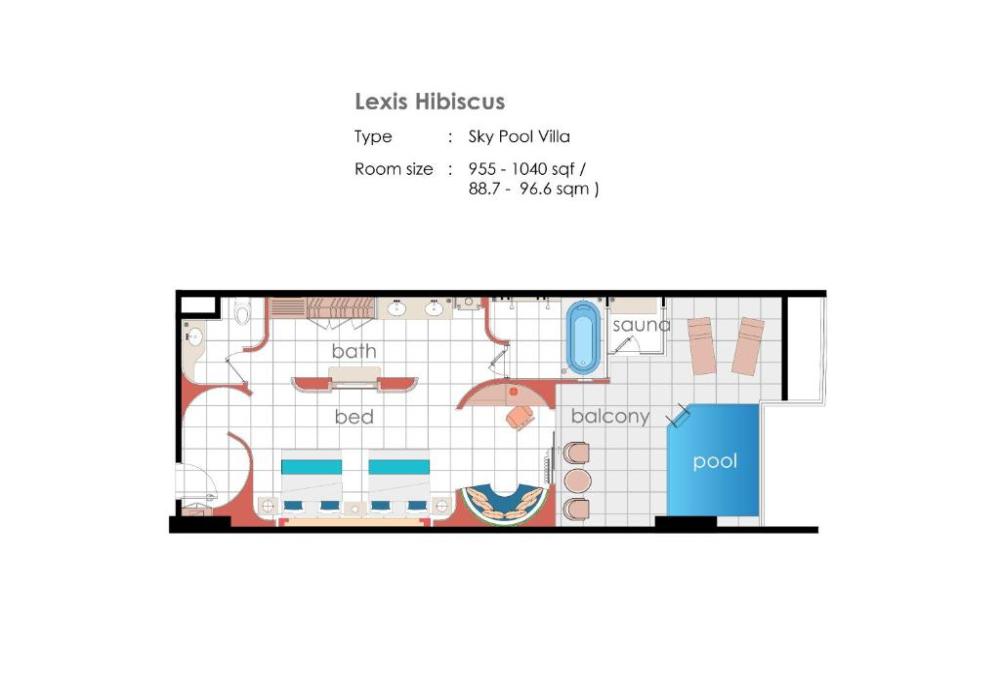 Lexis Hibiscus
Type : Sky Pool Villa
Room size : 955 - 1040 sqf /
88.7 - 96.6 sqm )
sauna
bath
bed
balcony
pool